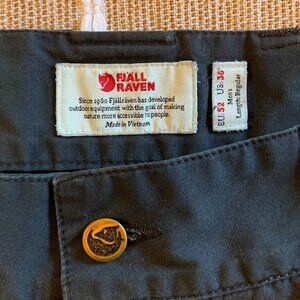 FJÄLL
RÄVEN
Since 1960 Fjällräven has developed
outdoor equipment with the goal of making
nature more accessible to people.
Made in Vietnam
EU: 52 US: 36
Men's
Length: Regular